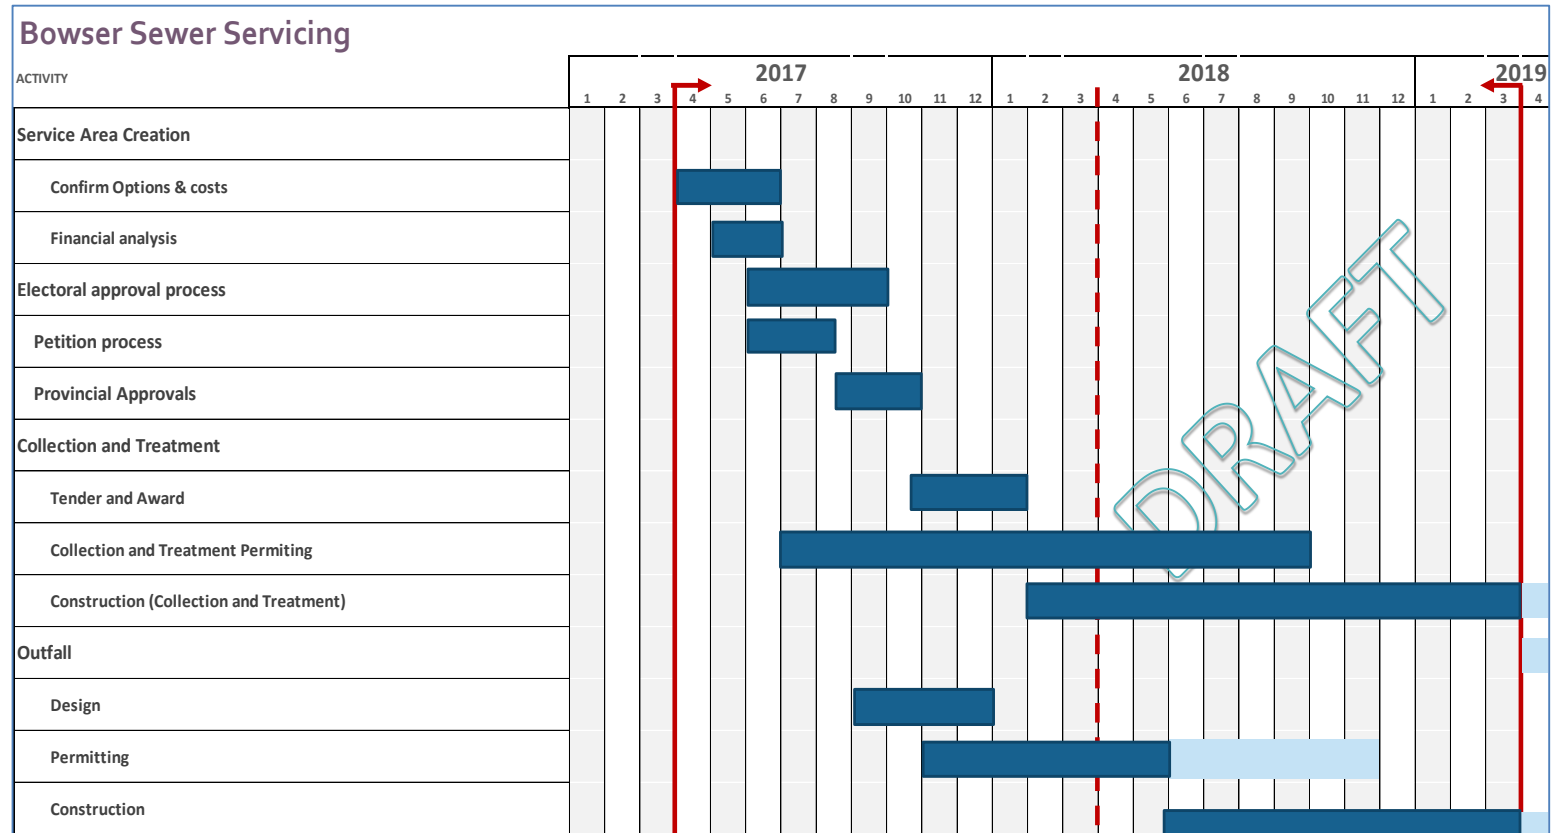 Bowser Sewer Servicing
ACTIVITY 2017 2018 2019
1 2 3 4 5 6 7 8 9 10 11 12 1 2 3 4 5 6 7 8 9 10 11 12 1 2 3 4
Service Area Creation
Confirm Options & costs
Financial analysis
Electoral approval process
Petition process
Provincial Approvals
Collection and Treatment
Tender and Award
Collection and Treatment Permiting
Construction (Collection and Treatment)
Outfall
Design
Permitting
Construction
DRAFT